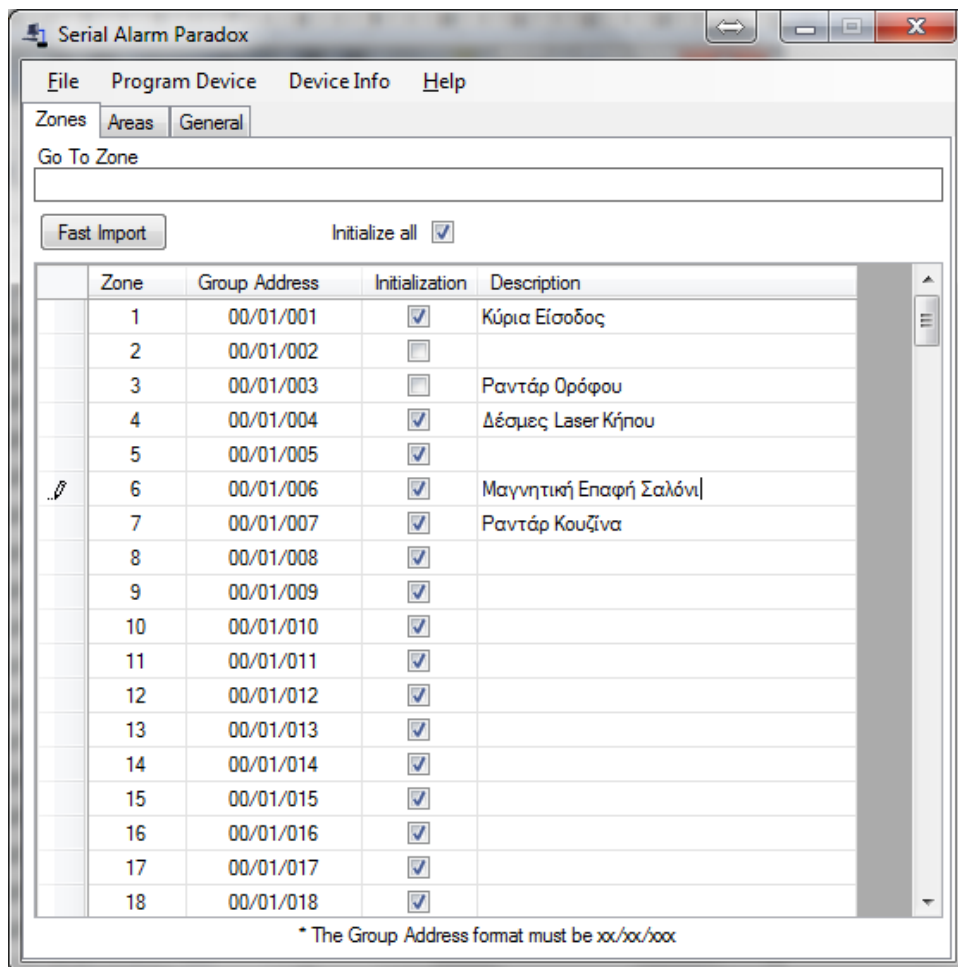 Serial Alarm Paradox
File Program Device Device Info Help
Zones Areas General
Go To Zone
Fast Import Initialize all
Zone Group Address Initialization Description
1 00/01/001 Κύρια Είσοδος
2 00/01/002
3 00/01/003 Ραντάρ Ορόφου
4 00/01/004 Δέσμες Laser Κήπου
5 00/01/005
6 00/01/006 Μαγνητική Επαφή Σαλόνι
7 00/01/007 Ραντάρ Κουζίνα
8 00/01/008
9 00/01/009
10 00/01/010
11 00/01/011
12 00/01/012
13 00/01/013
14 00/01/014
15 00/01/015
16 00/01/016
17 00/01/017
18 00/01/018
* The Group Address format must be xx/xx/xxx